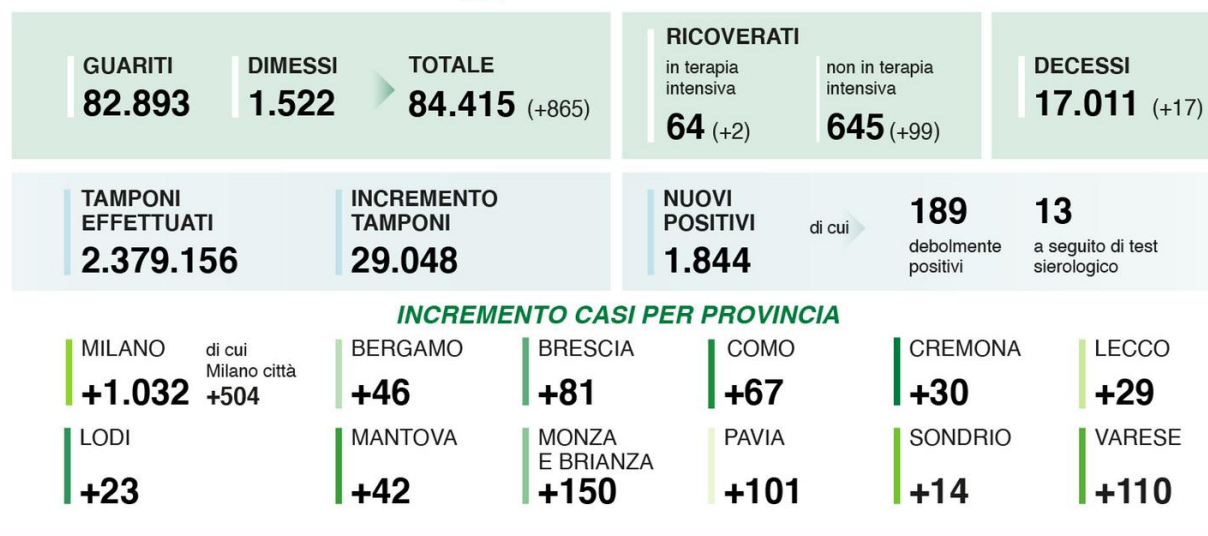 GUARITI
82.893
DIMESSI
1.522
TOTALE
84.415 (+865)
RICOVERATI
in terapia
intensiva
64 (+2)
non in terapia
intensiva
645 (+99)
DECESSI
17.011 (+17)
TAMPONI
EFFETTUATI
2.379.156
INCREMENTO
TAMPONI
29.048
NUOVI
POSITIVI
1.844
di cui
189
debolmente
positivi
13
a seguito di test
sierologico
INCREMENTO CASI PER PROVINCIA
MILANO
+1.032
di cui
Milano città
+504
BERGAMO
+46
BRESCIA
+81
COMO
+67
CREMONA
+30
LECCO
+29
LODI
+23
MANTOVA
+42
MONZA
E BRIANZA
+150
PAVIA
+101
SONDRIO
+14
VARESE
+110